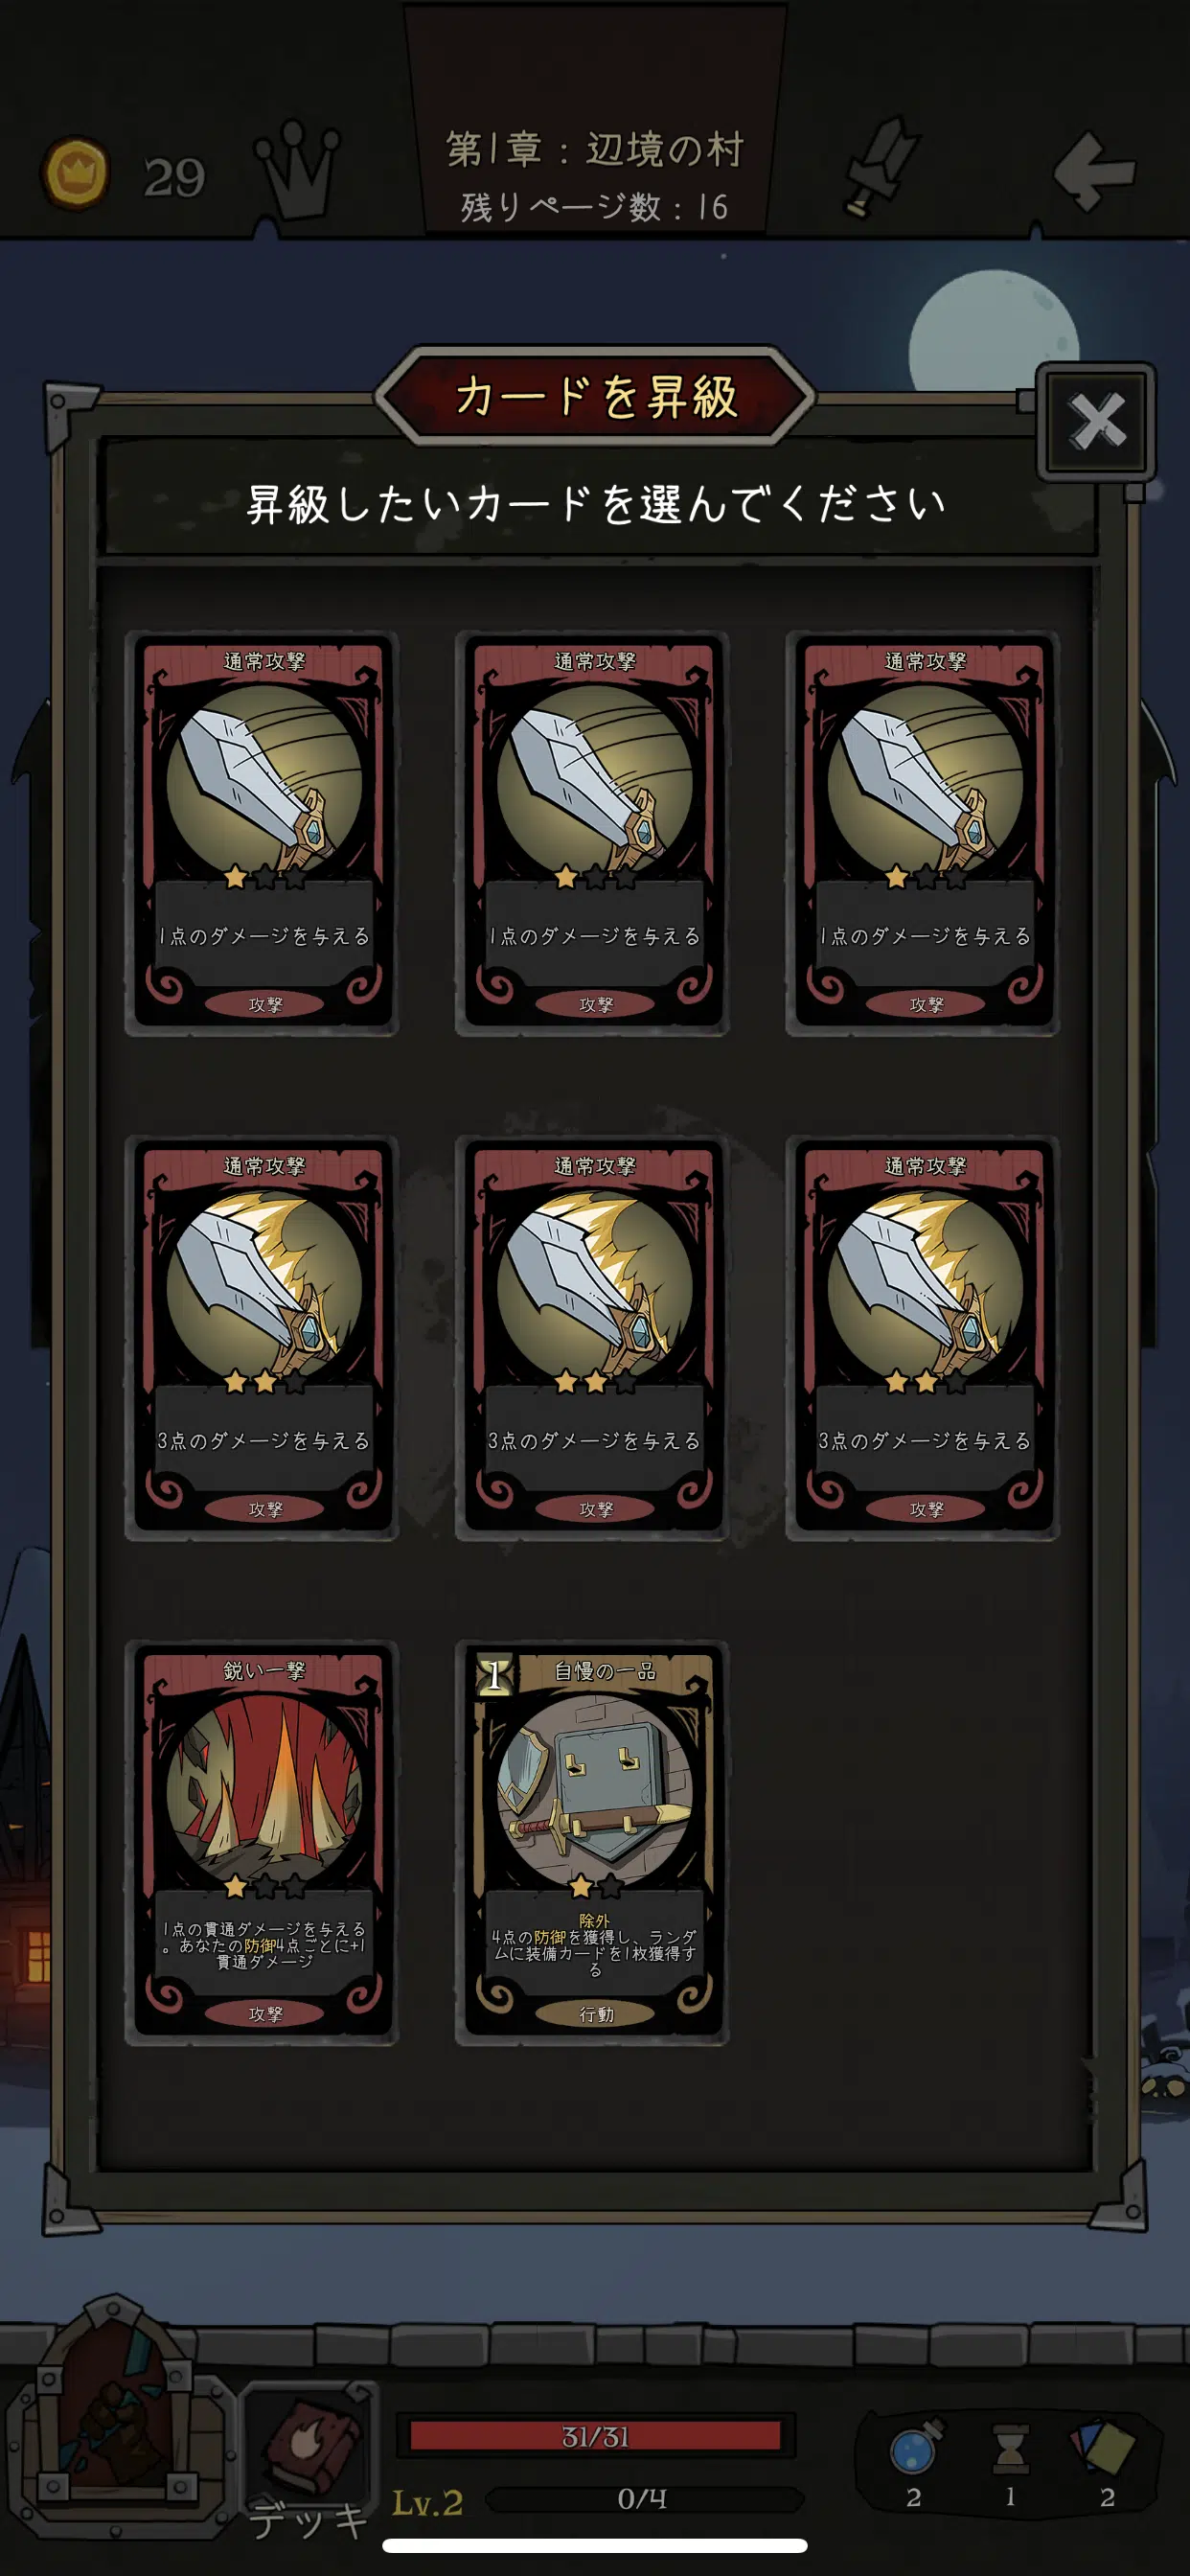 29
第1章：辺境の村
残りページ数：16
カードを昇級
昇級したいカードを選んでください
通常攻撃
1点のダメージを与える
攻撃
通常攻撃
1点のダメージを与える
攻撃
通常攻撃
1点のダメージを与える
攻撃
通常攻撃
3点のダメージを与える
攻撃
通常攻撃
3点のダメージを与える
攻撃
通常攻撃
3点のダメージを与える
攻撃
鋭い一撃
1点の貫通ダメージを与える
。あなたの防御4点ごとに+1
貫通ダメージ
攻撃
1
自慢の一品
除外
4点の防御を獲得し、ランダ
ムに装備カードを1枚獲得す
る
行動
デッキ
31/31
Lv.2
0/4
2
1
2